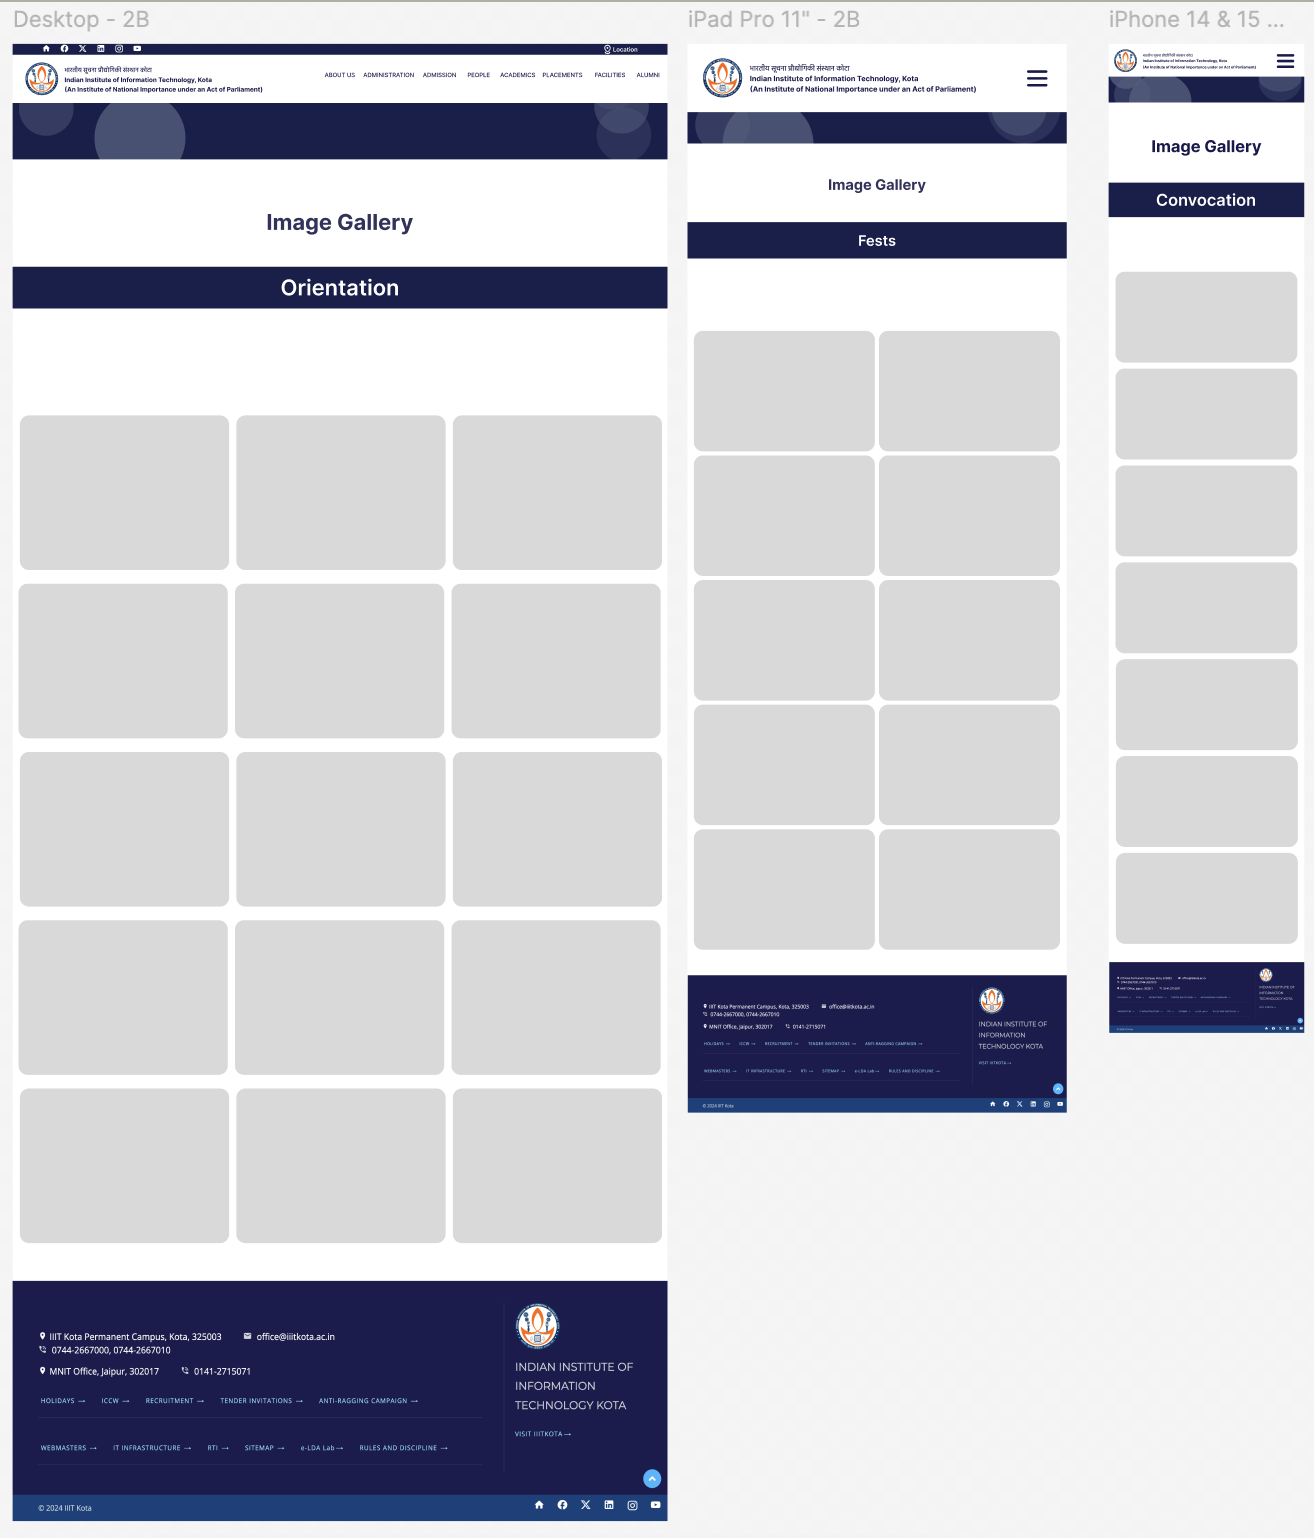 Desktop - 2B
Location
भारतीय सूचना प्रौद्योगिकी संस्थान कोटा
Indian Institute of Information Technology, Kota
(An Institute of National Importance under an Act of Parliament)
ABOUT US ADMINISTRATION ADMISSION PEOPLE ACADEMICS PLACEMENTS FACILITIES ALUMNI
Image Gallery
Orientation
IIIT Kota Permanent Campus, Kota, 325003 office@iiitkota.ac.in
0744-2667000, 0744-2667010
MNIT Office, Jaipur, 302017 0141-2715071
HOLIDAYS → ICCW → RECRUITMENT → TENDER INVITATIONS → ANTI-RAGGING CAMPAIGN →
WEBMASTERS → IT INFRASTRUCTURE → RTI → SITEMAP → e-LDA Lab → RULES AND DISCIPLINE →
INDIAN INSTITUTE OF
INFORMATION
TECHNOLOGY KOTA
VISIT IIITKOTA →
© 2024 IIIT Kota
iPad Pro 11" - 2B
भारतीय सूचना प्रौद्योगिकी संस्थान कोटा
Indian Institute of Information Technology, Kota
(An Institute of National Importance under an Act of Parliament)
Image Gallery
Fests
IIIT Kota Permanent Campus, Kota, 325003 office@iiitkota.ac.in
0744-2667000, 0744-2667010
MNIT Office, Jaipur, 302017 0141-2715071
HOLIDAYS → ICCW → RECRUITMENT → TENDER INVITATIONS → ANTI-RAGGING CAMPAIGN →
WEBMASTERS → IT INFRASTRUCTURE → RTI → SITEMAP → e-LDA Lab → RULES AND DISCIPLINE →
INDIAN INSTITUTE OF
INFORMATION
TECHNOLOGY KOTA
VISIT IIITKOTA →
© 2024 IIIT Kota
iPhone 14 & 15 ...
भारतीय सूचना प्रौद्योगिकी संस्थान कोटा
Indian Institute of Information Technology, Kota
(An Institute of National Importance under an Act of Parliament)
Image Gallery
Convocation
INDIAN INSTITUTE OF
INFORMATION
TECHNOLOGY KOTA